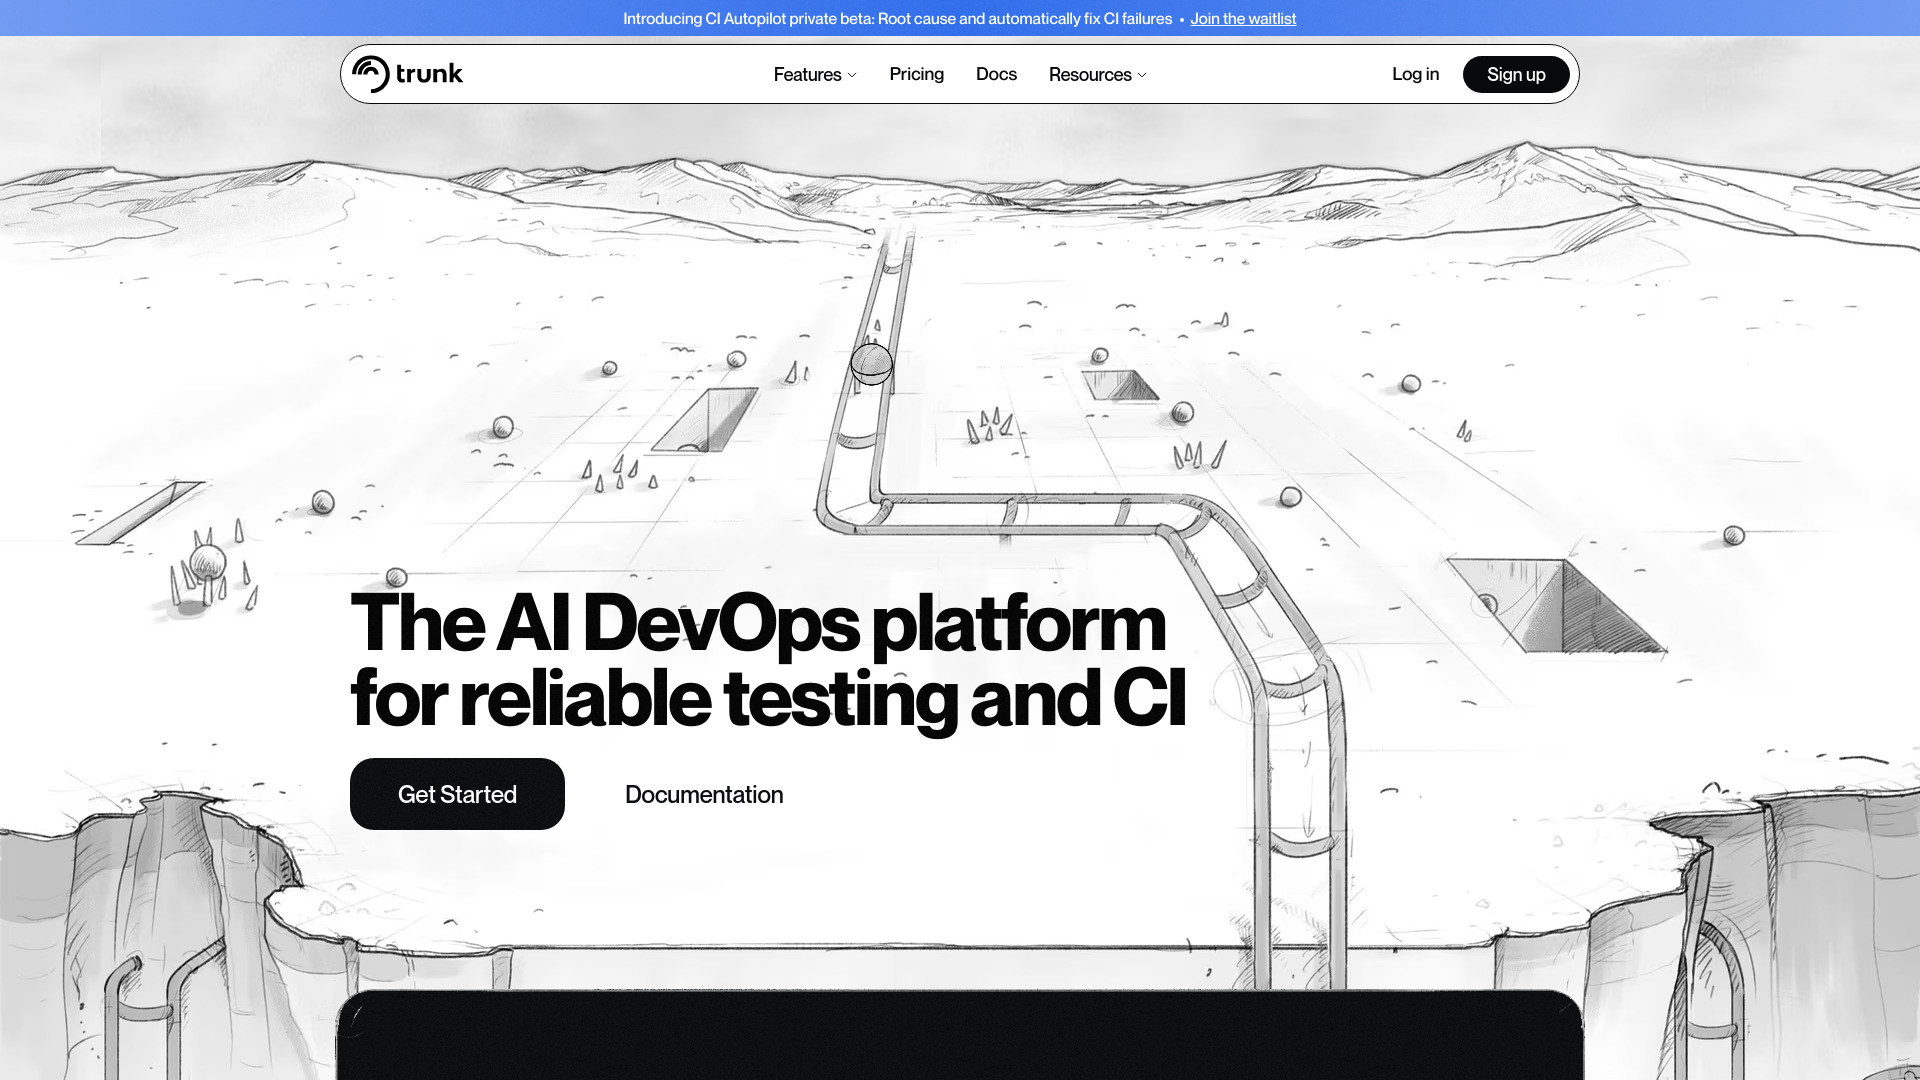 Introducing CI Autopilot private beta: Root cause and automatically fix CI failures • Join the waitlist
trunk Features Pricing Docs Resources Log in Sign up
The AI DevOps platform
for reliable testing and CI
Get Started Documentation